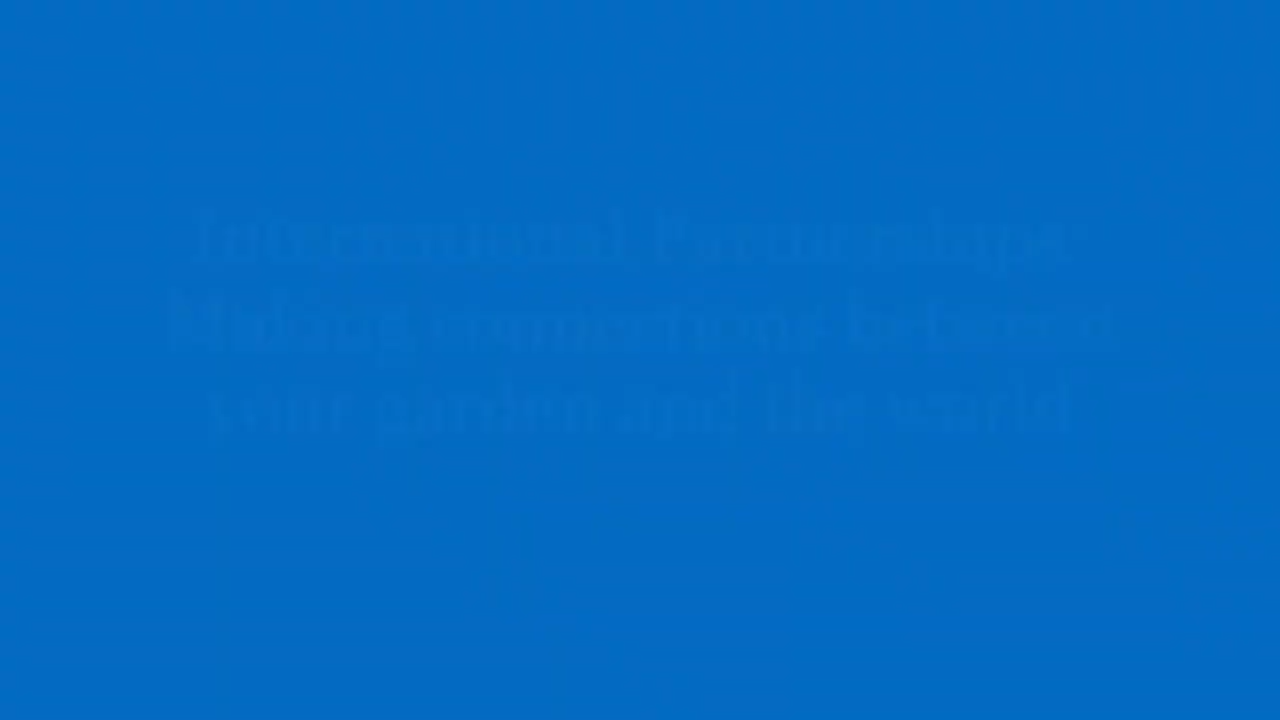 International Partnerships:
Making connections between
your garden and the world